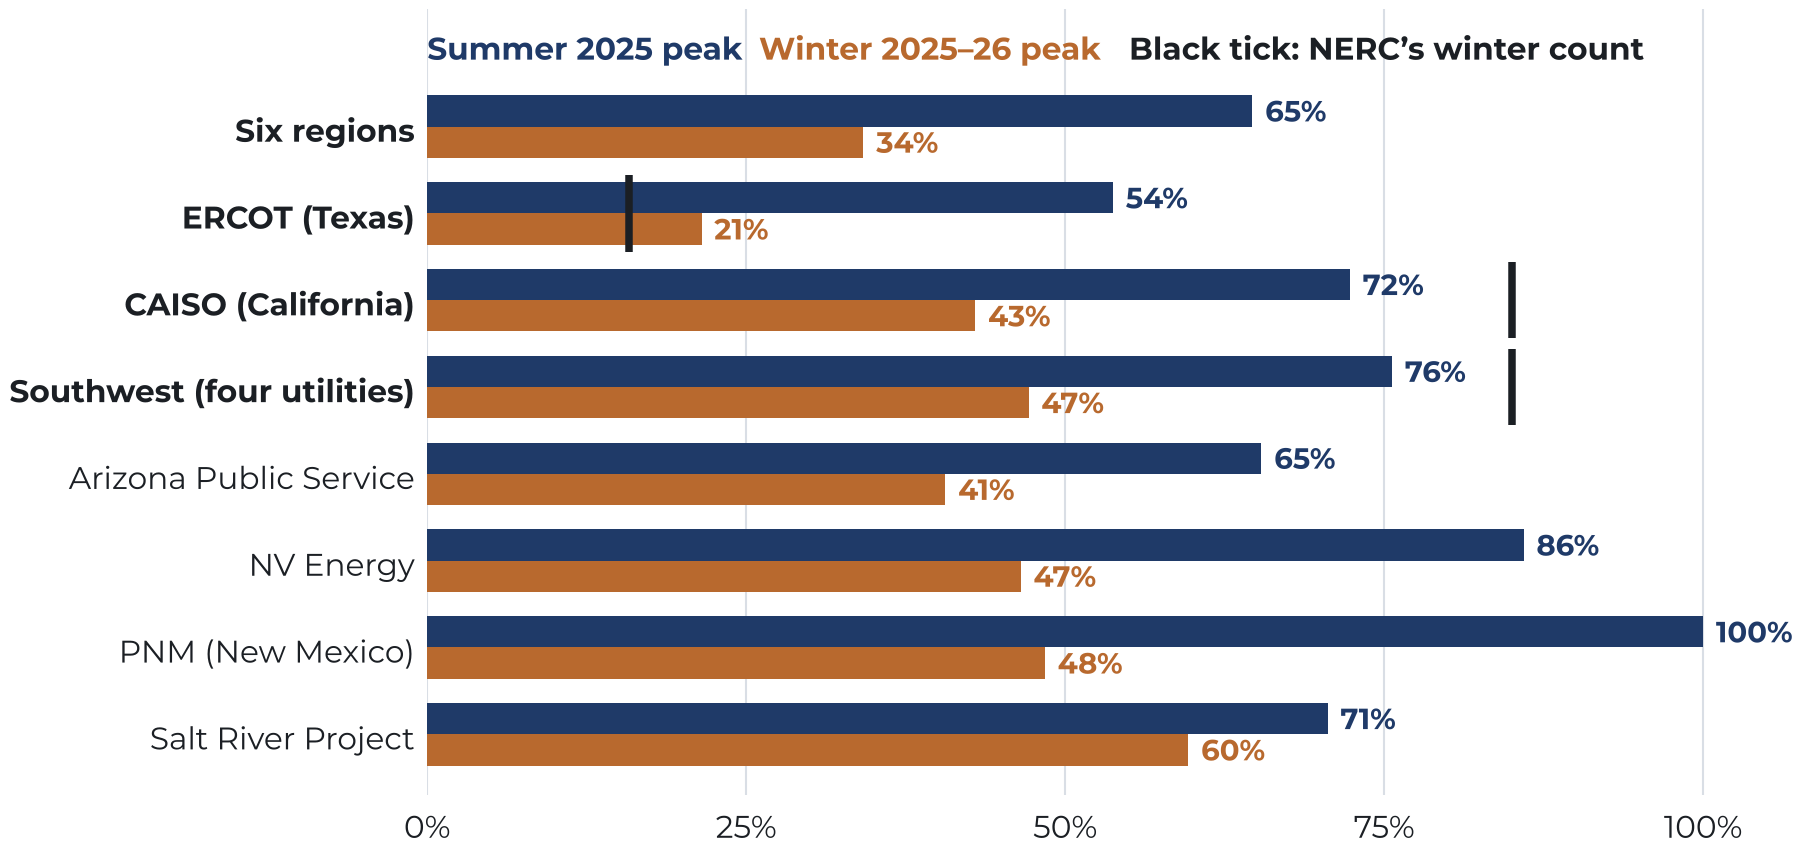 Summer 2025 peak Winter 2025–26 peak Black tick: NERC’s winter count
Six regions 65%
34%
ERCOT (Texas) 54%
21%
CAISO (California) 72%
43%
Southwest (four utilities) 76%
47%
Arizona Public Service 65%
41%
NV Energy 86%
47%
PNM (New Mexico) 100%
48%
Salt River Project 71%
60%
0% 25% 50% 75% 100%